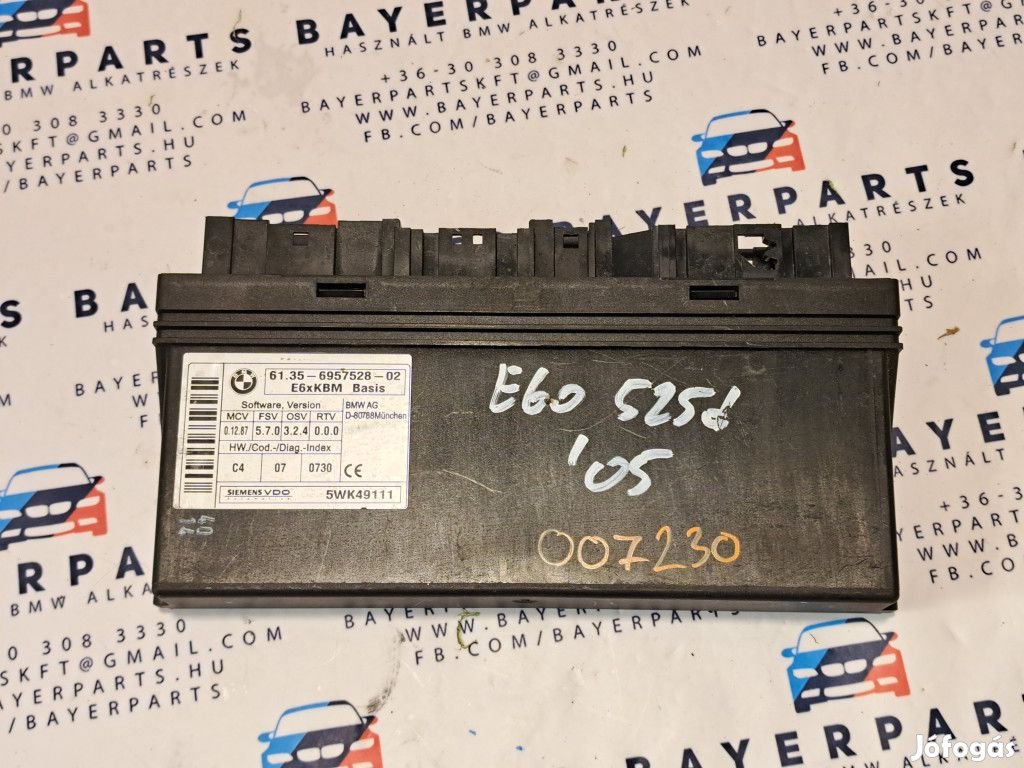 BAYERPARTS
HASZNÁLT BMW ALKATRÉSZEK
+36-30 308 3330
BAYERPARTSKFT@GMAIL.COM
WWW.BAYERPARTS.HU
FB.COM/BAYERPARTS
61.35-6957528-02
E6xKBM Basis
Software, Version
BMW AG
D-80788München
MCV FSV OSV RTV
0.12.87 5.7.0 3.2.4 0.0.0
HW./Cod.-/Diag.-Index
C4 07 0730 CE
SIEMENS VDO
5WK49111
E60 525d
'05
007230
BAYERPARTS
Jófogás